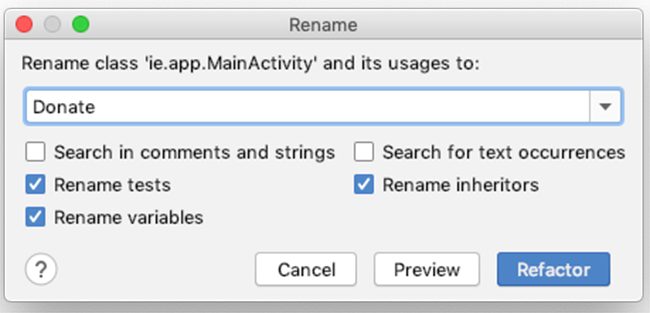 Rename
Rename class 'ie.app.MainActivity' and its usages to:
Donate
Search in comments and strings
Search for text occurrences
Rename tests
Rename inheritors
Rename variables
?
Cancel
Preview
Refactor